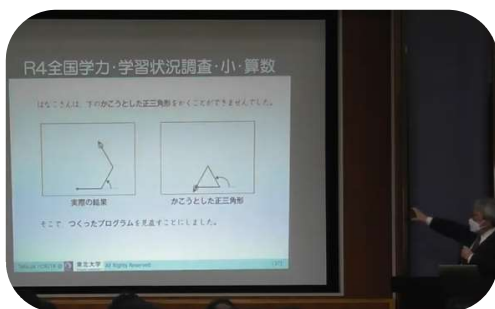 R4全国学力・学習状況調査・小・算数
はなこさんは、下のかこうとした正三角形をかくことができませんでした。
実際の結果
かこうとした正三角形
そこで、つくったプログラムを見直すことにしました。
東北大学 All Rights Reserved.